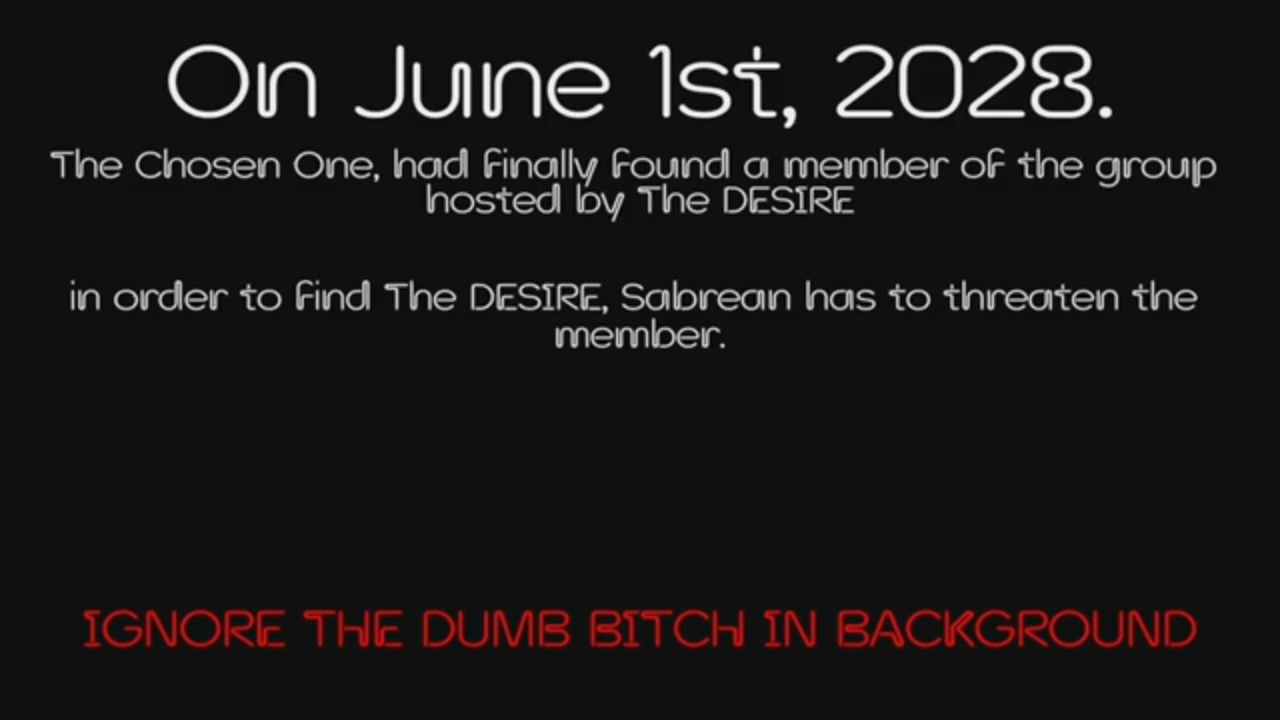 On June 1st, 2028.
The Chosen One, had finally found a member of the group
hosted by The DESIRE
in order to find The DESIRE, Sabrean has to threaten the
member.
IGNORE THE DUMB BITCH IN BACKGROUND